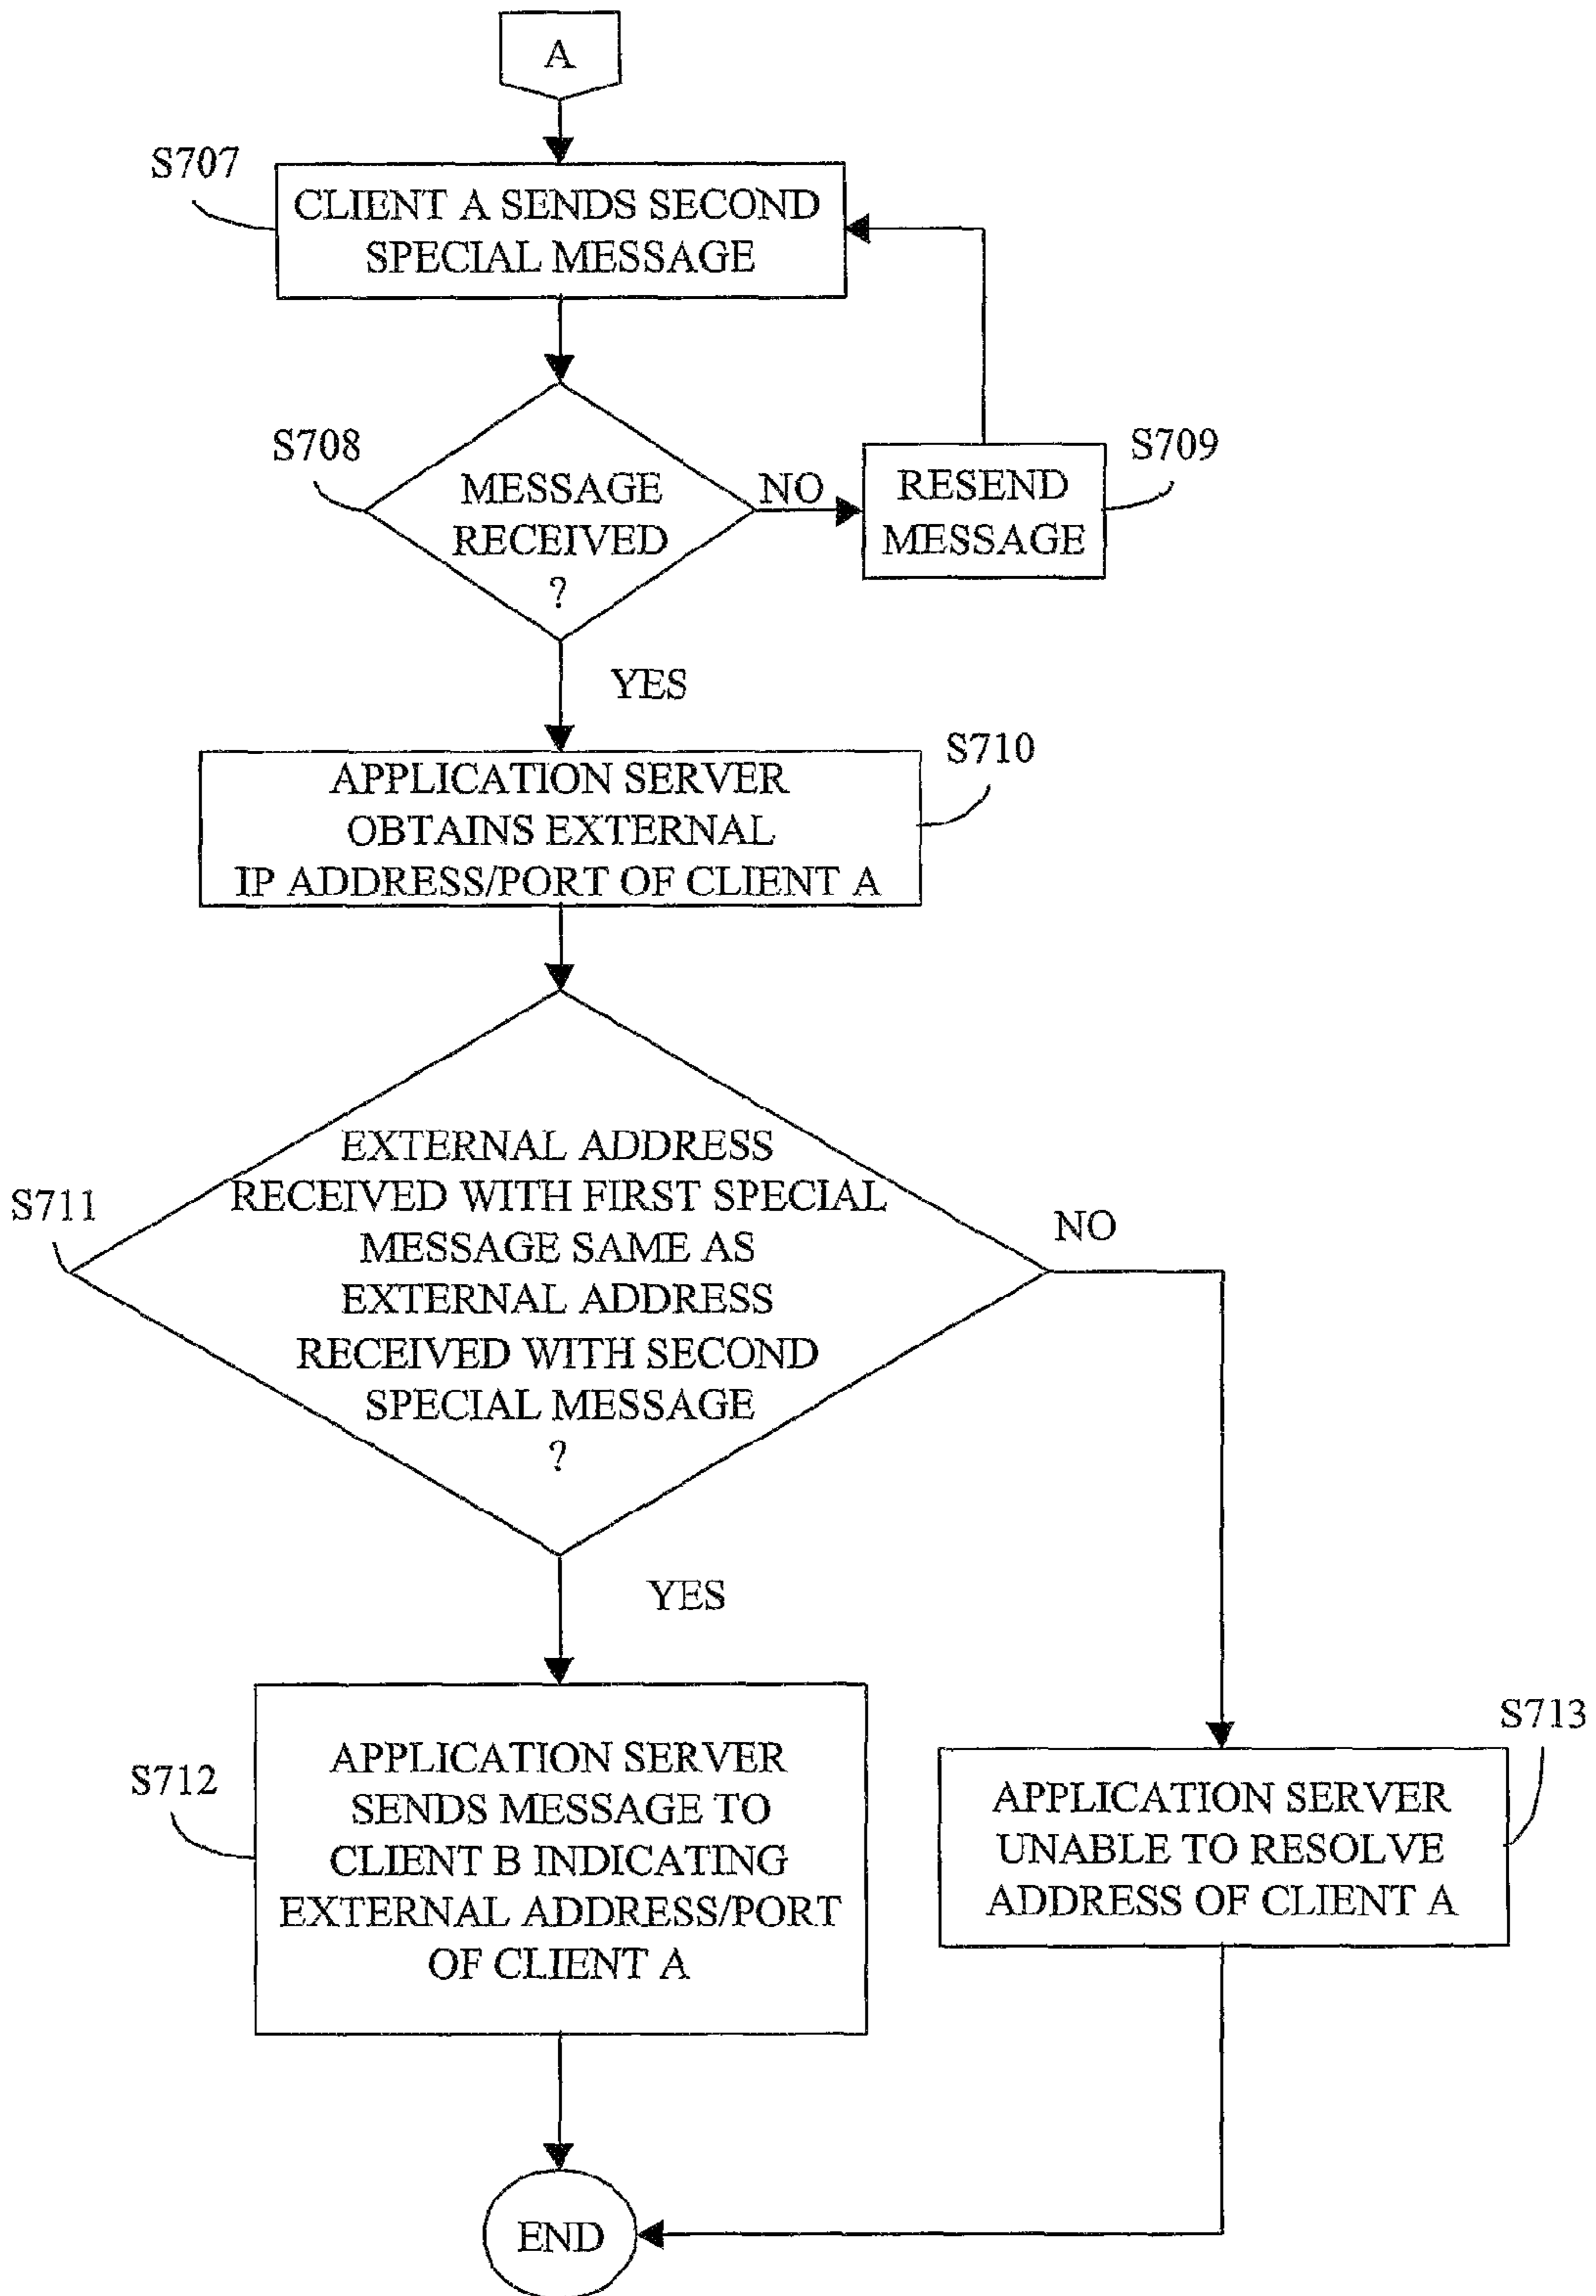 A
S707
CLIENT A SENDS SECOND
SPECIAL MESSAGE
S708
MESSAGE
RECEIVED
?
NO
RESEND
MESSAGE
S709
YES
APPLICATION SERVER
OBTAINS EXTERNAL
IP ADDRESS/PORT OF CLIENT A
S710
S711
EXTERNAL ADDRESS
RECEIVED WITH FIRST SPECIAL
MESSAGE SAME AS
EXTERNAL ADDRESS
RECEIVED WITH SECOND
SPECIAL MESSAGE
?
NO
YES
S712
APPLICATION SERVER
SENDS MESSAGE TO
CLIENT B INDICATING
EXTERNAL ADDRESS/PORT
OF CLIENT A
S713
APPLICATION SERVER
UNABLE TO RESOLVE
ADDRESS OF CLIENT A
END